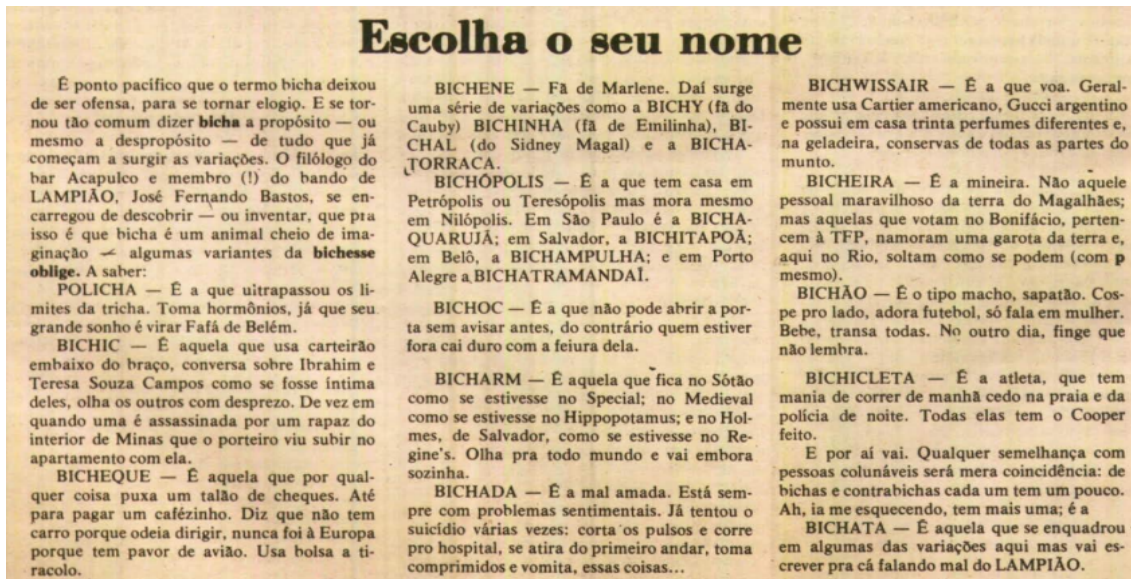 Escolha o seu nome
É ponto pacífico que o termo bicha deixou
de ser ofensa, para se tornar elogio. E se tor-
nou tão comum dizer bicha a propósito — ou
mesmo a despropósito — de tudo que já
começam a surgir as variações. O filólogo do
bar Acapulco e membro (!) do bando de
LAMPIÃO, José Fernando Bastos, se en-
carregou de descobrir — ou inventar, que pra
isso é que bicha é um animal cheio de ima-
ginação — algumas variantes da bichesse
oblige. A saber:
POLICHA — É a que ultrapassou os li-
mites da tricha. Toma hormônios, já que seu
grande sonho é virar Fafá de Belém.
BICHIC — É aquela que usa carteirão
embaixo do braço, conversa sobre Ibrahim e
Teresa Souza Campos como se fosse íntima
deles, olha os outros com desprezo. De vez em
quando uma é assassinada por um rapaz do
interior de Minas que o porteiro viu subir no
apartamento com ela.
BICHEQUE — É aquela que por qual-
quer coisa puxa um talão de cheques. Até
para pagar um cafézinho. Diz que não tem
carro porque odeia dirigir, nunca foi à Europa
porque tem pavor de avião. Usa bolsa a ti-
racolo.
BICHENE — Fã de Marlene. Daí surge
uma série de variações como a BICHY (fã do
Cauby) BICHINHA (fã de Emilinha), BI-
CHAL (do Sidney Magal) e a BICHA-
TORRACA.
BICHÔPOLIS — É a que tem casa em
Petrópolis ou Teresópolis mas mora mesmo
em Nilópolis. Em São Paulo é a BICHA-
QUARUJÁ; em Salvador, a BICHITAPOÃ;
em Belô, a BICHAMPULHA; e em Porto
Alegre a BICHATRAMANDAÍ.
BICHOC — É a que não pode abrir a por-
ta sem avisar antes, do contrário quem estiver
fora cai duro com a feiura dela.
BICHARM — É aquela que fica no Sótão
como se estivesse no Special; no Medieval
como se estivesse no Hippopotamus; e no Hol-
mes, de Salvador, como se estivesse no Re-
gine's. Olha pra todo mundo e vai embora
sozinha.
BICHADA — É a mal amada. Está sem-
pre com problemas sentimentais. Já tentou o
suicídio várias vezes: corta os pulsos e corre
pro hospital, se atira do primeiro andar, toma
comprimidos e vomita, essas coisas...
BICHWISSAIR — É a que voa. Geral-
mente usa Cartier americano, Gucci argentino
e possui em casa trinta perfumes diferentes e,
na geladeira, conservas de todas as partes do
munto.
BICHEIRA — É a mineira. Não aquele
pessoal maravilhoso da terra do Magalhães;
mas aquelas que votam no Bonifácio, perten-
cem à TFP, namoram uma garota da terra e,
aqui no Rio, soltam como se podem (com p
mesmo).
BICHÃO — É o tipo macho, sapatão. Cos-
pe pro lado, adora futebol, só fala em mulher.
Bebe, transa todas. No outro dia, finge que
não lembra.
BICHICLETA — É a atleta, que tem
mania de correr de manhã cedo na praia e da
polícia de noite. Todas elas tem o Cooper
feito.
E por aí vai. Qualquer semelhança com
pessoas colunáveis será mera coincidência: de
bichas e contrabichas cada um tem um pouco.
Ah, ia me esquecendo, tem mais uma; é a
BICHATA — É aquela que se enquadrou
em algumas das variações aqui mas vai es-
crever pra cá falando mal do LAMPIÃO.